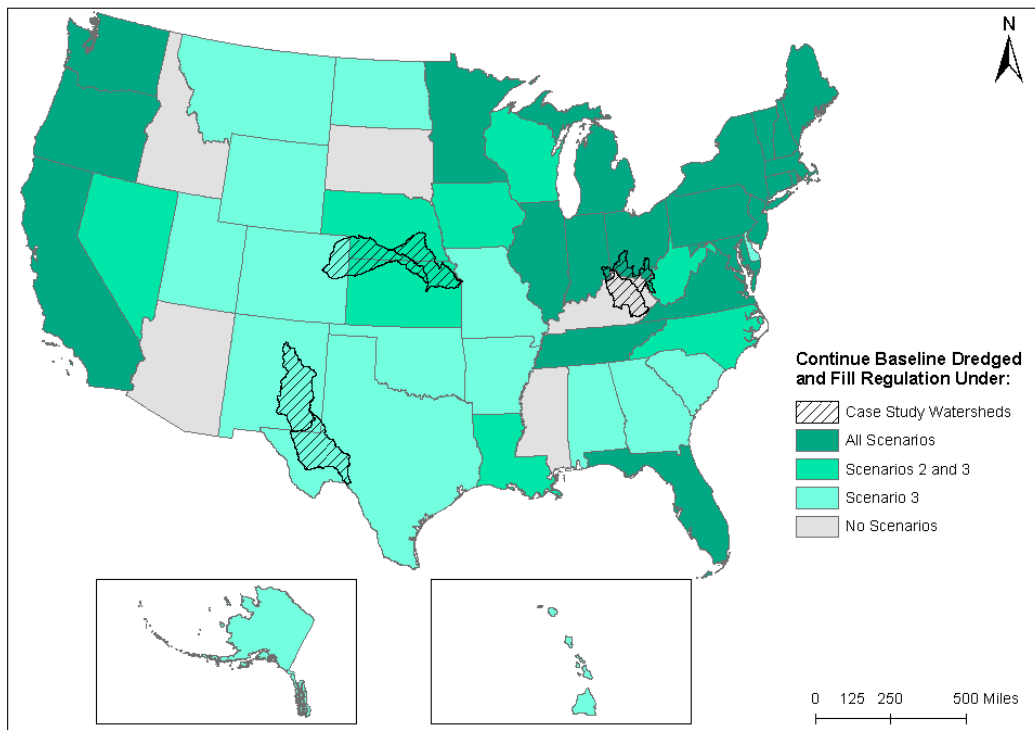 N
Continue Baseline Dredged
and Fill Regulation Under:
Case Study Watersheds
All Scenarios
Scenarios 2 and 3
Scenario 3
No Scenarios
0 125 250 500 Miles